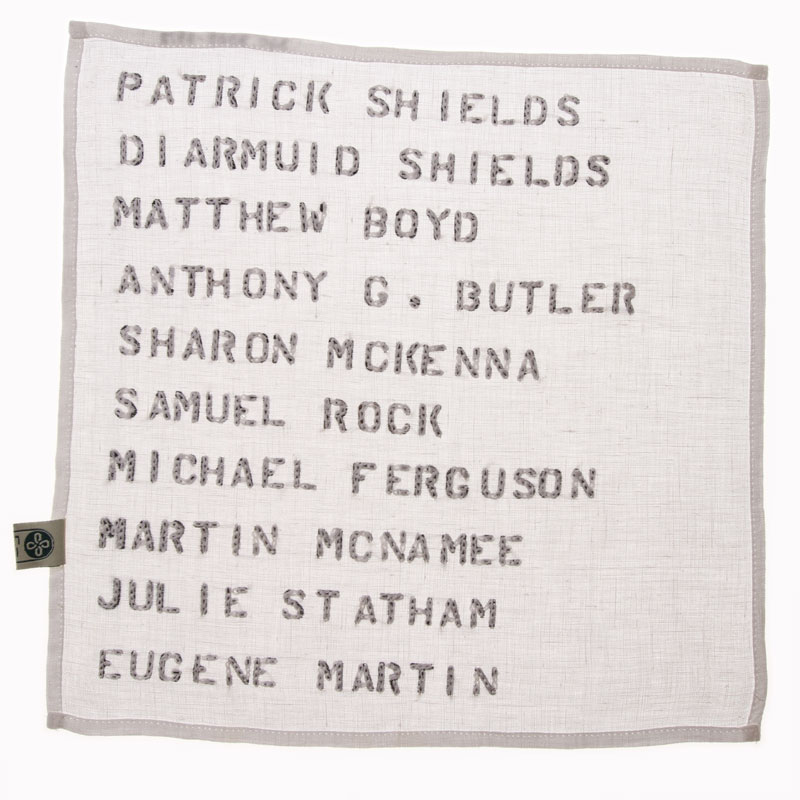 PATRICK SHIELDS
DIARMUID SHIELDS
MATTHEW BOYD
ANTHONY G. BUTLER
SHARON MCKENNA
SAMUEL ROCK
MICHAEL FERGUSON
MARTIN MCNAMEE
JULIE STATHAM
EUGENE MARTIN